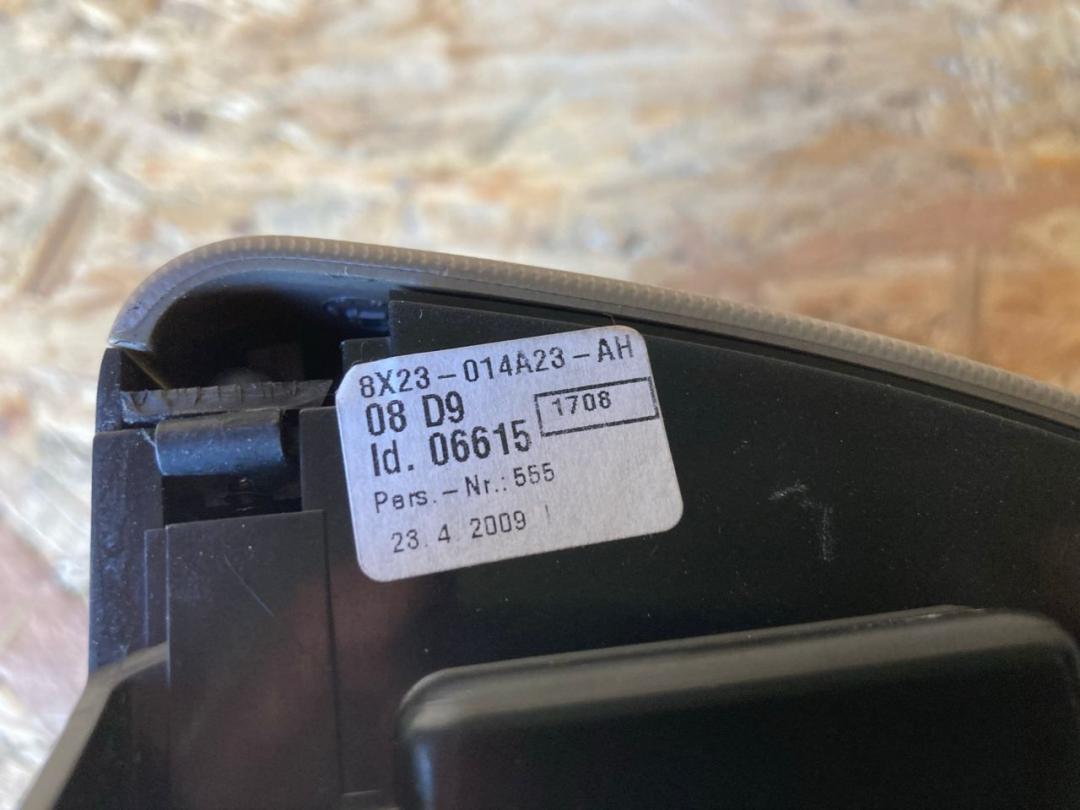 8X23-014A23-AH
08 D9
1708
Id. 06615
Pers.-Nr.: 555
23.4 2009